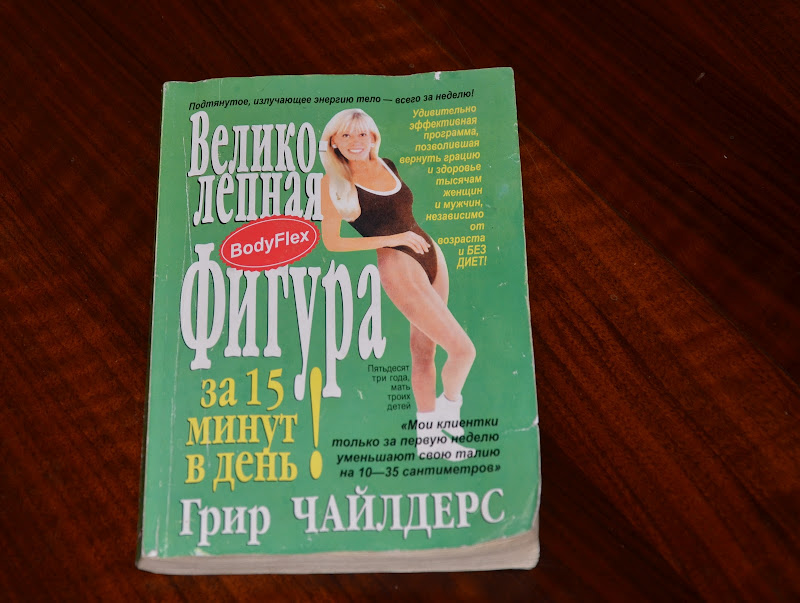 Подтянутое, излучающее энергию тело — всего за неделю!
Велико-
лепная
BodyFlex
Фигура
за 15
минут
в день!
Удивительно
эффективная
программа,
позволившая
вернуть грацию
и здоровье
тысячам
женщин
и мужчин,
независимо
от
возраста
и БЕЗ
ДИЕТ!
Пятьдесят
три года,
мать
троих
детей
«Мои клиентки
только за первую неделю
уменьшают свою талию
на 10—35 сантиметров»
Грир ЧАЙЛДЕРС